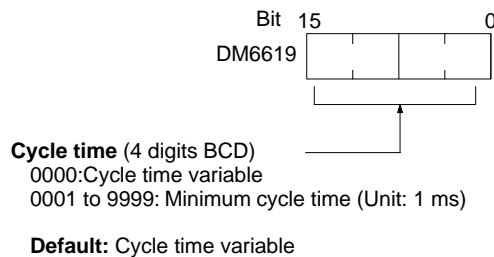 Bit 15 0
DM6619
Cycle time (4 digits BCD)
0000:Cycle time variable
0001 to 9999: Minimum cycle time (Unit: 1 ms)
Default: Cycle time variable